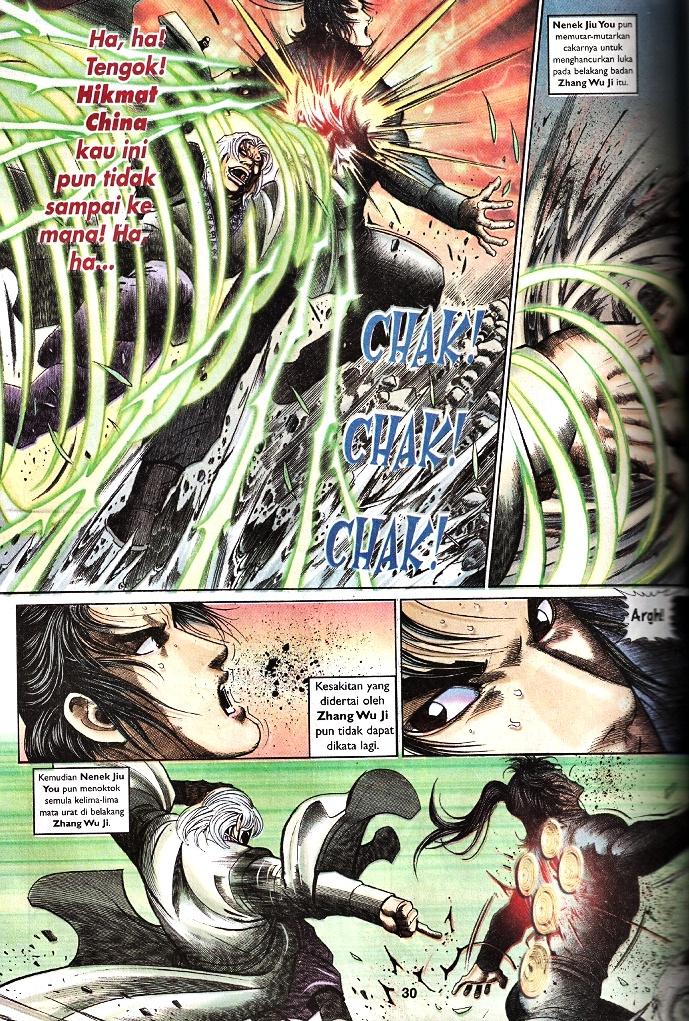 Ha, ha!
Tengok!
Hikmat
China
kau ini
pun tidak
sampai ke
mana! Ha,
ha...
Nenek Jiu You pun
memutar-mutarkan
cakarnya untuk
menghancurkan luka
pada belakang badan
Zhang Wu Ji itu.
CHAK!
CHAK!
CHAK!
Kesakitan yang
didertai oleh
Zhang Wu Ji
pun tidak dapat
dikata lagi.
Argh!
Kemudian Nenek Jiu
You pun menoktok
semula kelima-lima
mata urat di belakang
Zhang Wu Ji.
30